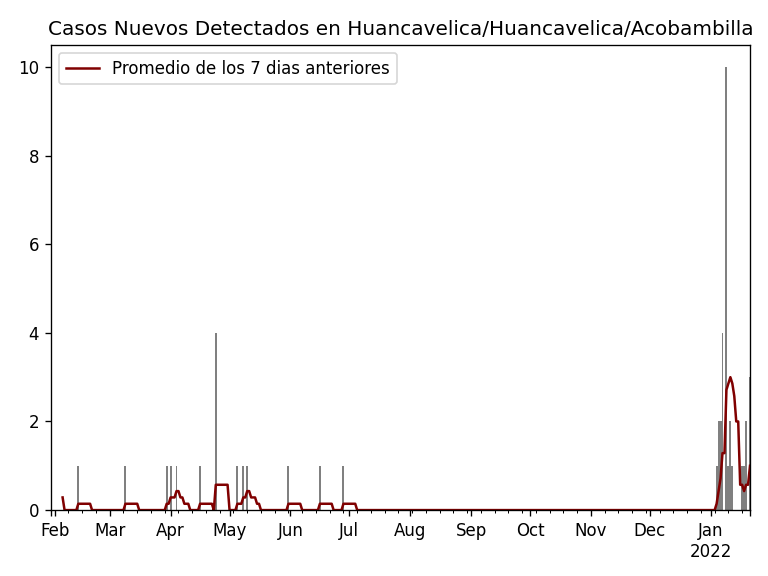 Casos Nuevos Detectados en Huancavelica/Huancavelica/Acobambilla
Promedio de los 7 dias anteriores
10
8
6
4
2
0
Feb Mar Apr May Jun Jul Aug Sep Oct Nov Dec Jan
2022